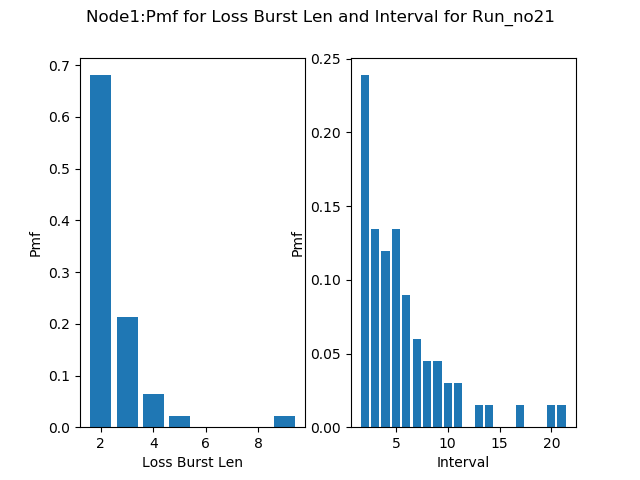 Node1:Pmf for Loss Burst Len and Interval for Run_no21
0.7
0.6
0.5
0.4
0.3
0.2
0.1
0.0
Pmf
2 4 6 8
Loss Burst Len
0.25
0.20
0.15
0.10
0.05
0.00
Pmf
5 10 15 20
Interval